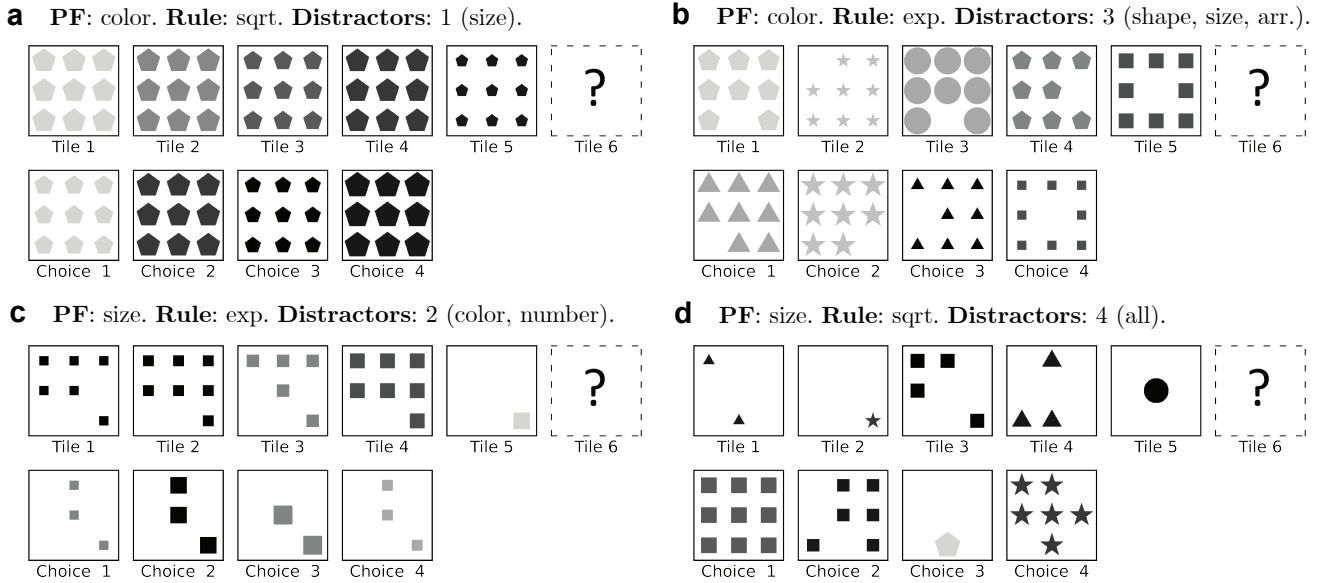 a PF: color. Rule: sqrt. Distractors: 1 (size).
?
Tile 1 Tile 2 Tile 3 Tile 4 Tile 5 Tile 6
Choice 1 Choice 2 Choice 3 Choice 4
b PF: color. Rule: exp. Distractors: 3 (shape, size, arr.).
?
Tile 1 Tile 2 Tile 3 Tile 4 Tile 5 Tile 6
Choice 1 Choice 2 Choice 3 Choice 4
c PF: size. Rule: exp. Distractors: 2 (color, number).
?
Tile 1 Tile 2 Tile 3 Tile 4 Tile 5 Tile 6
Choice 1 Choice 2 Choice 3 Choice 4
d PF: size. Rule: sqrt. Distractors: 4 (all).
?
Tile 1 Tile 2 Tile 3 Tile 4 Tile 5 Tile 6
Choice 1 Choice 2 Choice 3 Choice 4